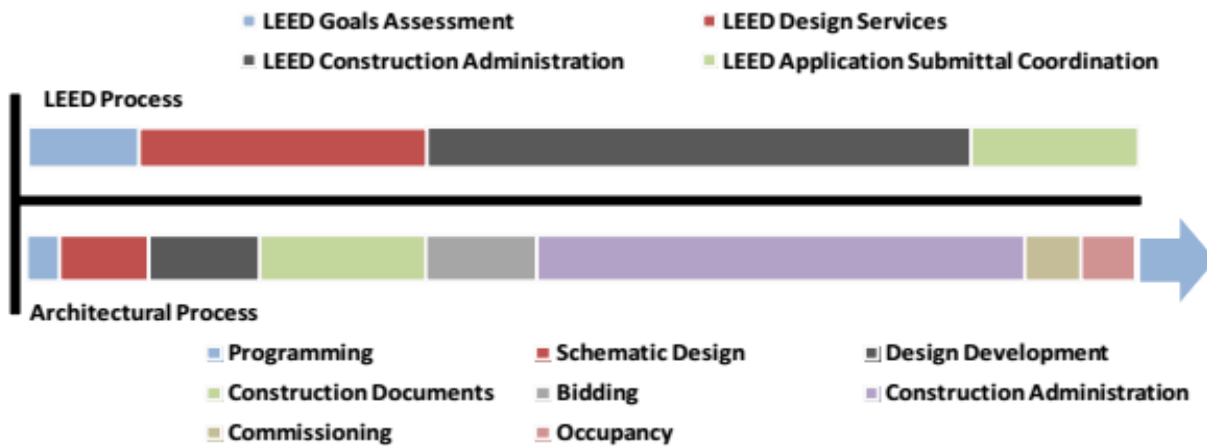 LEED Goals Assessment LEED Design Services
LEED Construction Administration LEED Application Submittal Coordination
LEED Process
Architectural Process
Programming Schematic Design Design Development
Construction Documents Bidding Construction Administration
Commissioning Occupancy